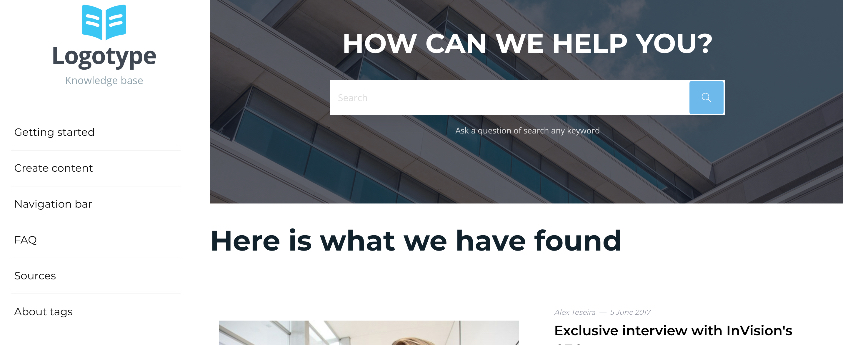 Logotype
Knowledge base
Getting started
Create content
Navigation bar
FAQ
Sources
About tags
HOW CAN WE HELP YOU?
Search
Ask a question of search any keyword
Here is what we have found
Alex Texeira — 5 June 2017
Exclusive interview with InVision's